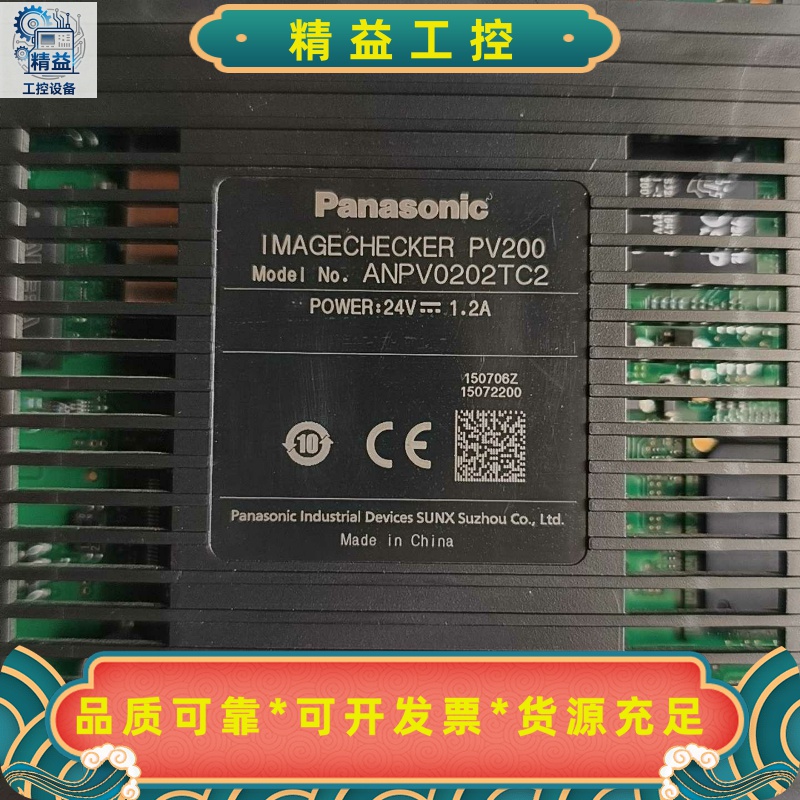 精益工控
精益
工控设备
Panasonic
IMAGECHECKER PV200
Model No. ANPV0202TC2
POWER:24V⎓ 1.2A
150706Z
15072200
10
CE
Panasonic Industrial Devices SUNX Suzhou Co., Ltd.
Made in China
品质可靠*可开发票*货源充足